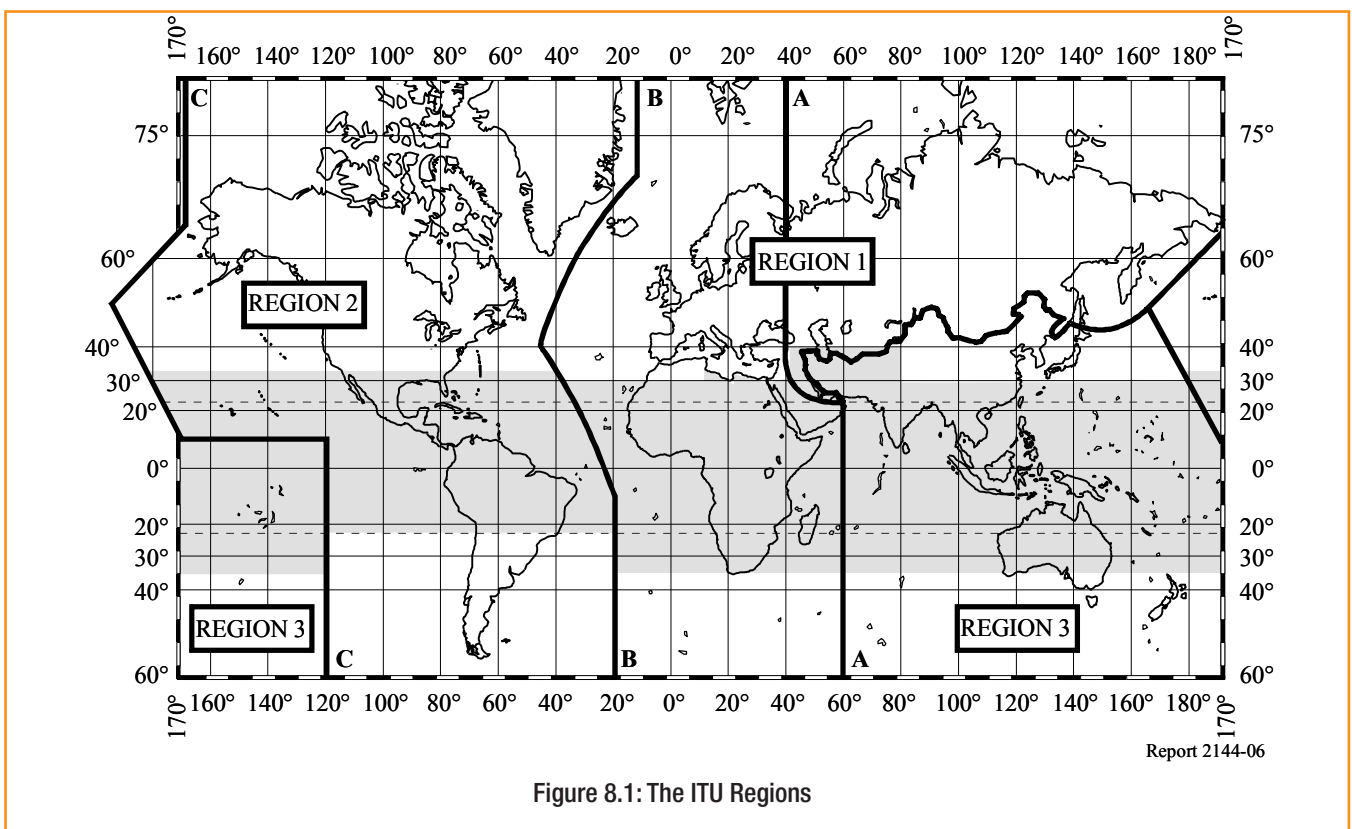 170° 160° 140° 120° 100° 80° 60° 40° 20° 0° 20° 40° 60° 80° 100° 120° 140° 160° 180° 170°
C B A
75° 75°
60° REGION 1 60°
REGION 2
40° 40°
30° 30°
20° 20°
0° 0°
20° 20°
30° 30°
40° 40°
REGION 3 REGION 3
C B A
60° 60°
170° 160° 140° 120° 100° 80° 60° 40° 20° 0° 20° 40° 60° 80° 100° 120° 140° 160° 180° 170°
Report 2144-06
Figure 8.1: The ITU Regions